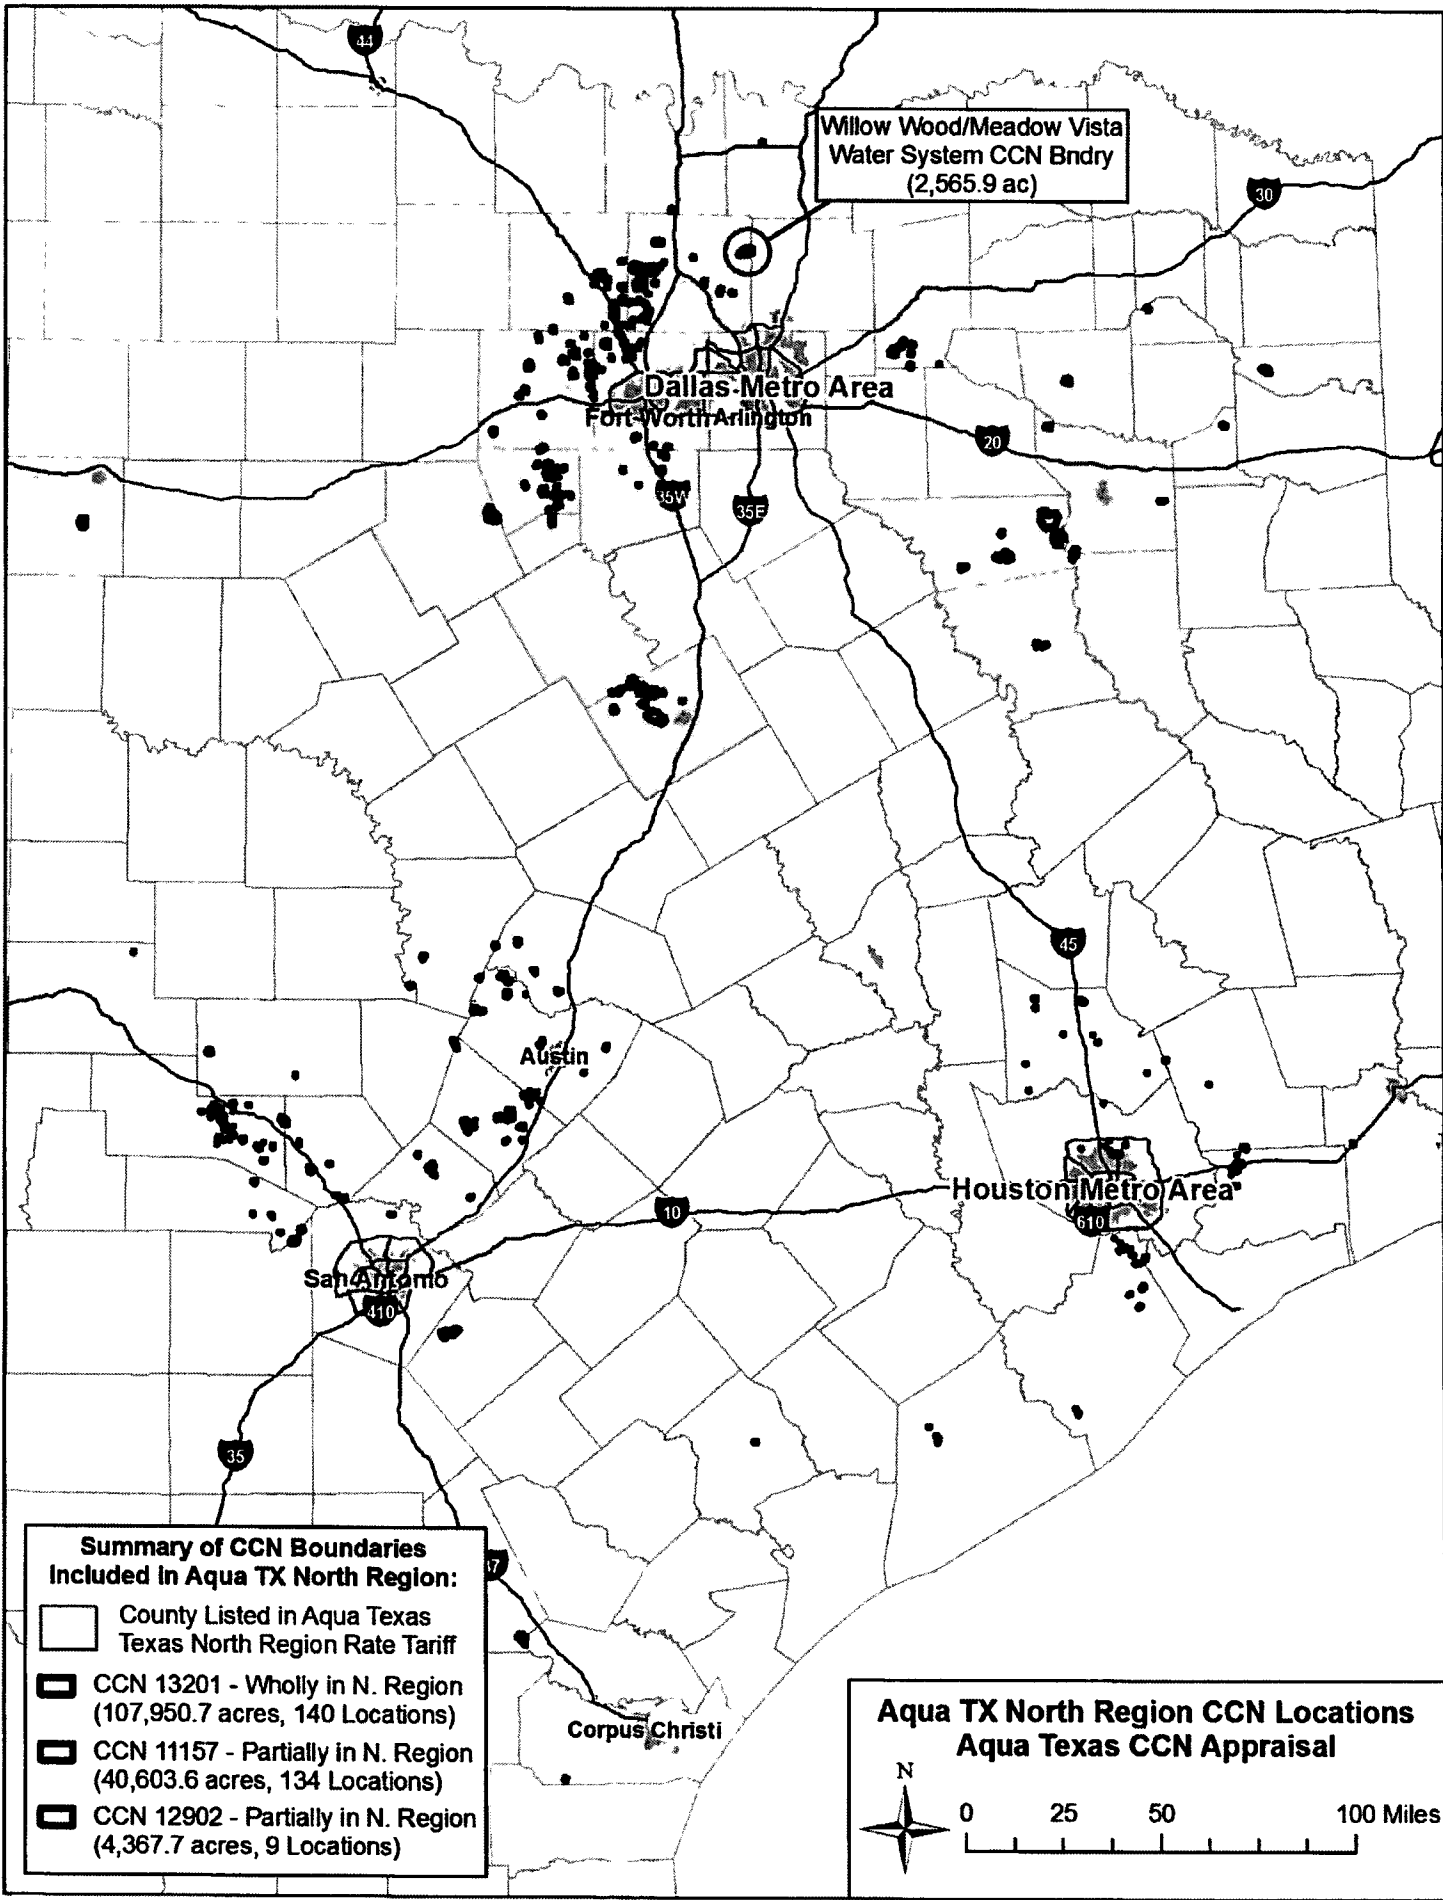 44
Willow Wood/Meadow Vista
Water System CCN Bndry
(2,565.9 ac)
30
Dallas-Metro Area
Fort Worth Arlington
20
35W
35E
45
Austin
Houston Metro Area
10
610
San Antonio
410
35
37
Corpus Christi
Summary of CCN Boundaries
Included in Aqua TX North Region:
County Listed in Aqua Texas
Texas North Region Rate Tariff
CCN 13201 - Wholly in N. Region
(107,950.7 acres, 140 Locations)
CCN 11157 - Partially in N. Region
(40,603.6 acres, 134 Locations)
CCN 12902 - Partially in N. Region
(4,367.7 acres, 9 Locations)
Aqua TX North Region CCN Locations
Aqua Texas CCN Appraisal
N
0 25 50 100 Miles